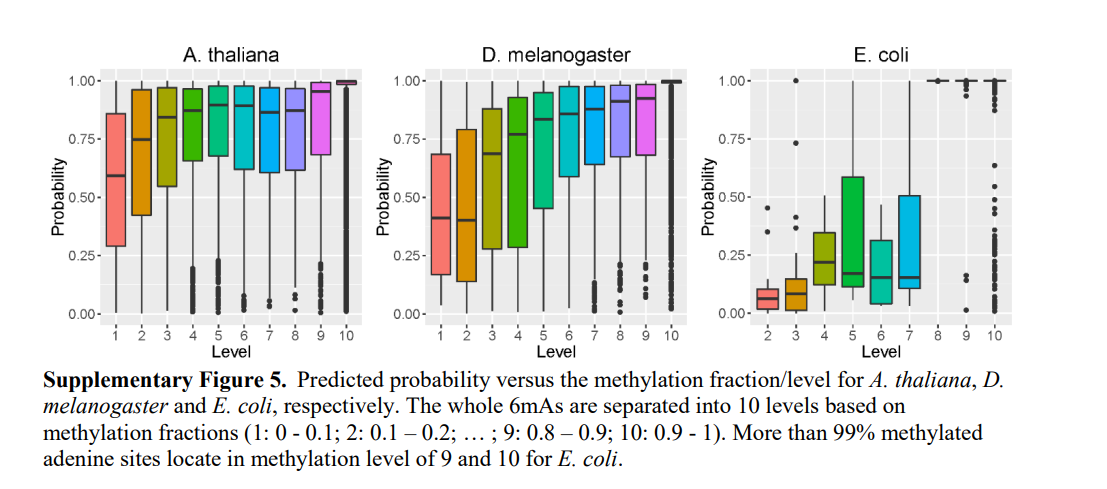 A. thaliana
D. melanogaster
E. coli
Probability
1.00
0.75
0.50
0.25
0.00
1 2 3 4 5 6 7 8 9 10
Level
Probability
1.00
0.75
0.50
0.25
0.00
1 2 3 4 5 6 7 8 9 10
Level
Probability
1.00
0.75
0.50
0.25
0.00
2 3 4 5 6 7 8 9 10
Level
Supplementary Figure 5. Predicted probability versus the methylation fraction/level for A. thaliana, D.
melanogaster and E. coli, respectively. The whole 6mAs are separated into 10 levels based on
methylation fractions (1: 0 - 0.1; 2: 0.1 – 0.2; … ; 9: 0.8 – 0.9; 10: 0.9 - 1). More than 99% methylated
adenine sites locate in methylation level of 9 and 10 for E. coli.